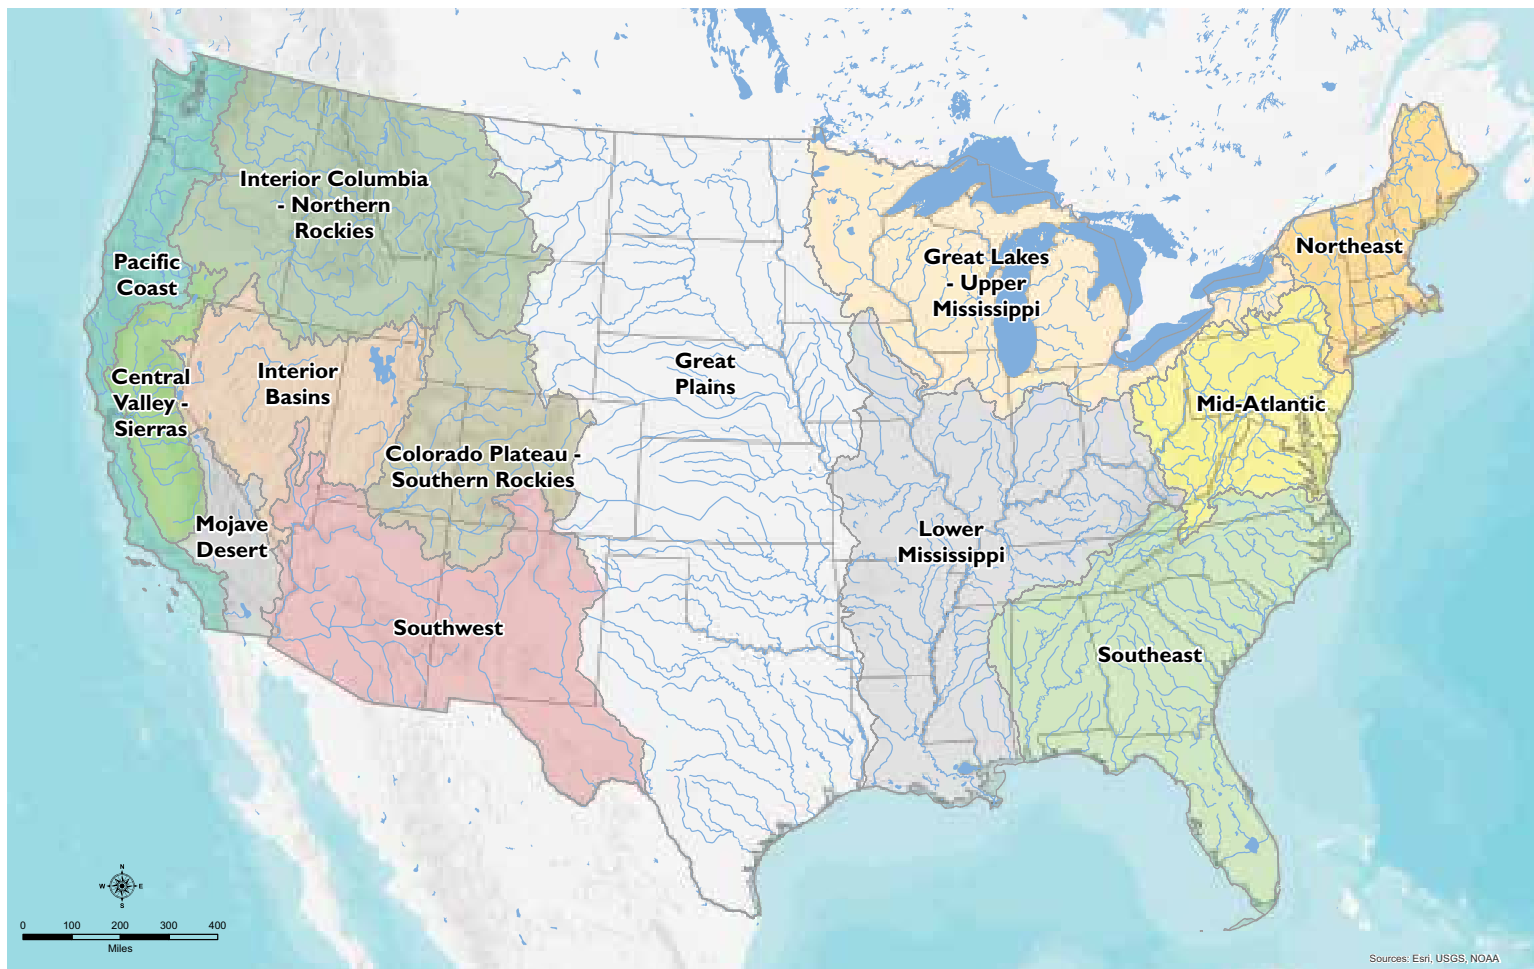 Interior Columbia
- Northern
Rockies
Pacific
Coast
Great Lakes
- Upper
Mississippi
Northeast
Central
Valley -
Sierras
Interior
Basins
Great
Plains
Mid-Atlantic
Colorado Plateau -
Southern Rockies
Mojave
Desert
Lower
Mississippi
Southwest
Southeast
N
W E
S
0 100 200 300 400
Miles
Sources: Esri, USGS, NOAA